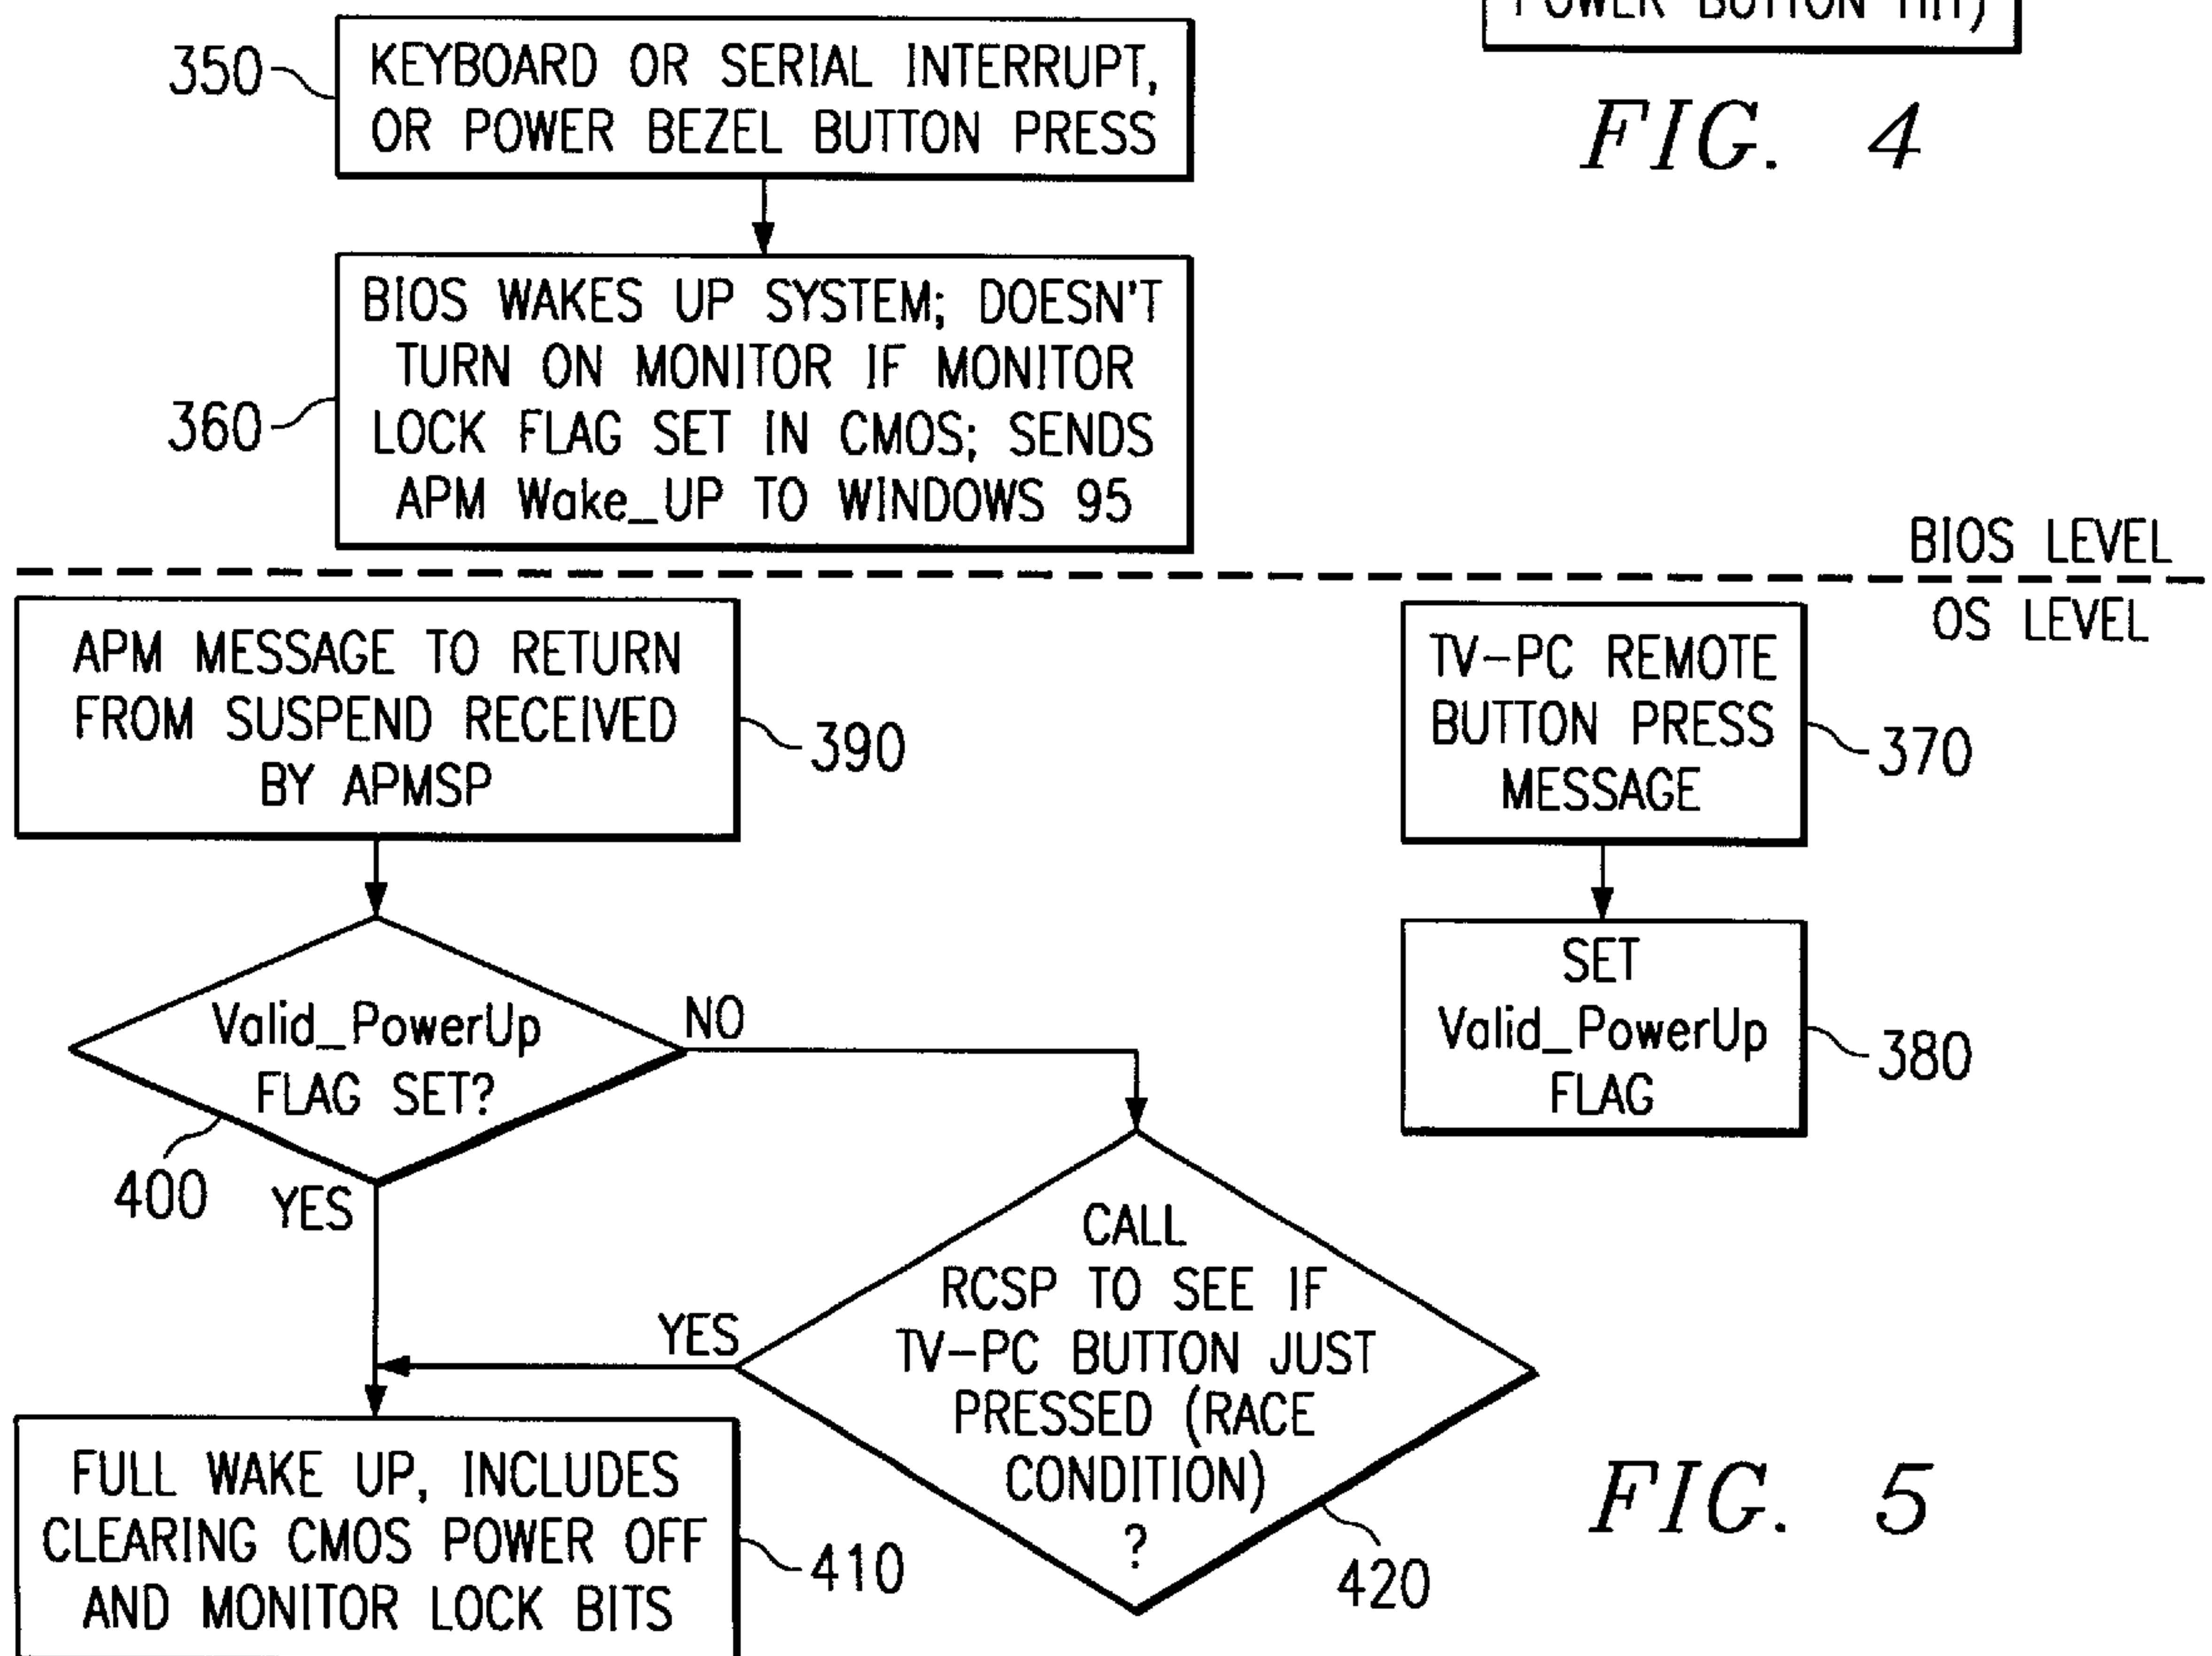 POWER BUTTON HIT)
FIG. 4
350
KEYBOARD OR SERIAL INTERRUPT,
OR POWER BEZEL BUTTON PRESS
360
BIOS WAKES UP SYSTEM; DOESN'T
TURN ON MONITOR IF MONITOR
LOCK FLAG SET IN CMOS; SENDS
APM Wake_UP TO WINDOWS 95
BIOS LEVEL
OS LEVEL
APM MESSAGE TO RETURN
FROM SUSPEND RECEIVED
BY APMSP
390
TV-PC REMOTE
BUTTON PRESS
MESSAGE
370
Valid_PowerUp
FLAG SET?
400
NO
YES
SET
Valid_PowerUp
FLAG
380
CALL
RCSP TO SEE IF
TV-PC BUTTON JUST
PRESSED (RACE
CONDITION)
?
420
YES
FULL WAKE UP, INCLUDES
CLEARING CMOS POWER OFF
AND MONITOR LOCK BITS
410
FIG. 5